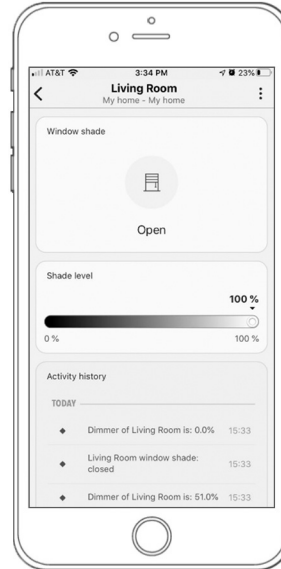 AT&T 3:34 PM 23%
Living Room
My home - My home
Window shade
Open
Shade level
100 %
0 % 100 %
Activity history
TODAY
Dimmer of Living Room is: 0.0% 15:33
Living Room window shade:
closed 15:33
Dimmer of Living Room is: 51.0% 15:33